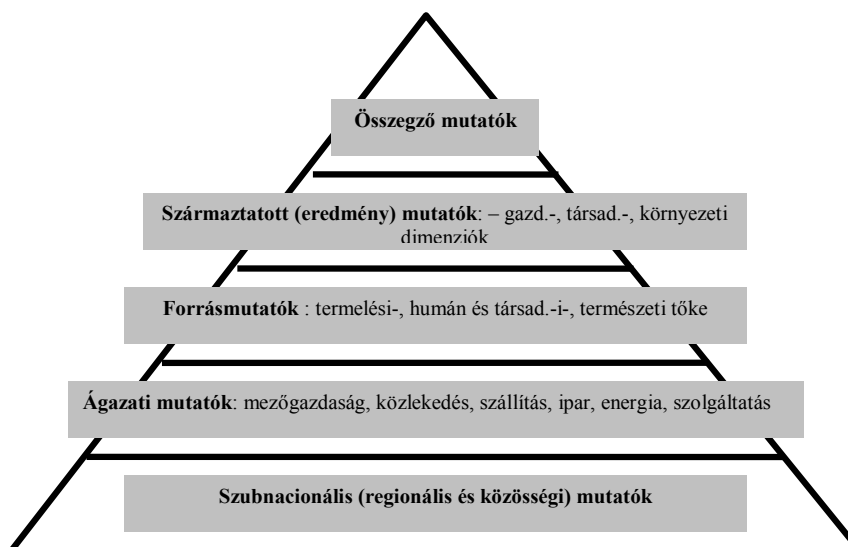 Összegző mutatók
Származtatott (eredmény) mutatók: – gazd.-, társad.-, környezeti
dimenziók
Forrásmutatók : termelési-, humán és társad.-i-, természeti tőke
Ágazati mutatók: mezőgazdaság, közlekedés, szállítás, ipar, energia, szolgáltatás
Szubnacionális (regionális és közösségi) mutatók